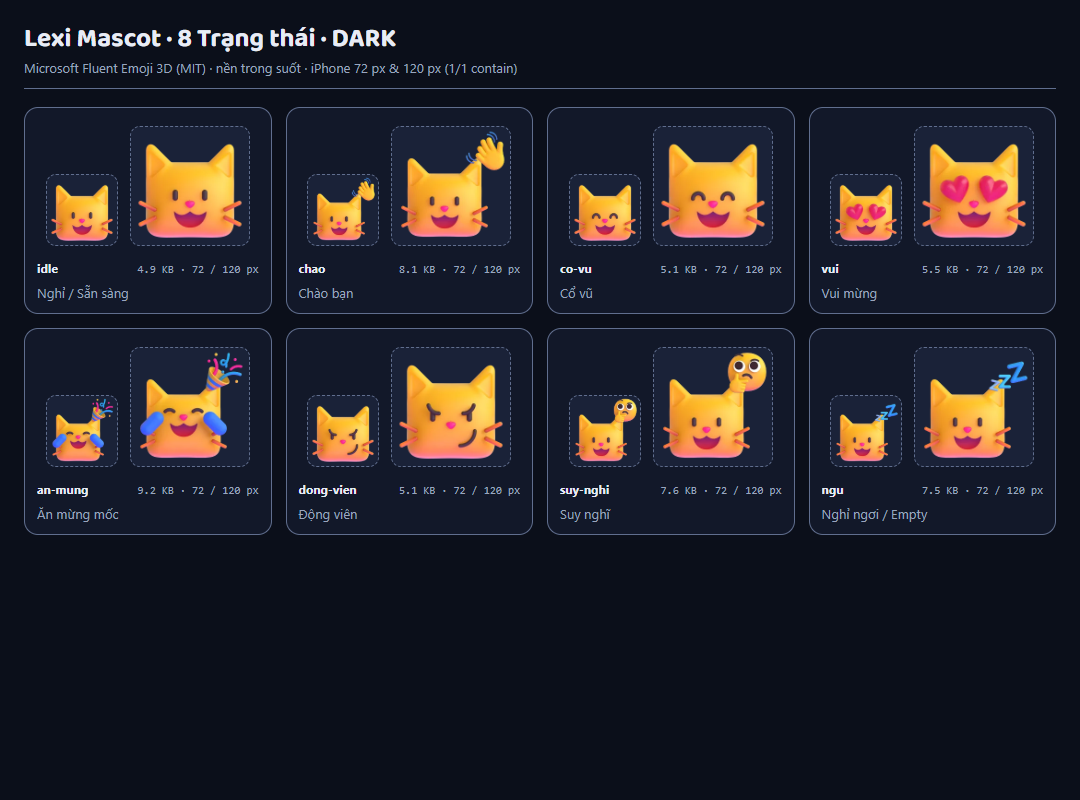 Lexi Mascot · 8 Trạng thái · DARK
Microsoft Fluent Emoji 3D (MIT) · nền trong suốt · iPhone 72 px & 120 px (1/1 contain)
idle 4.9 KB · 72 / 120 px
Nghỉ / Sẵn sàng
chao 8.1 KB · 72 / 120 px
Chào bạn
co-vu 5.1 KB · 72 / 120 px
Cổ vũ
vui 5.5 KB · 72 / 120 px
Vui mừng
an-mung 9.2 KB · 72 / 120 px
Ăn mừng mốc
dong-vien 5.1 KB · 72 / 120 px
Động viên
suy-nghi 7.6 KB · 72 / 120 px
Suy nghĩ
ngu 7.5 KB · 72 / 120 px
Nghỉ ngơi / Empty